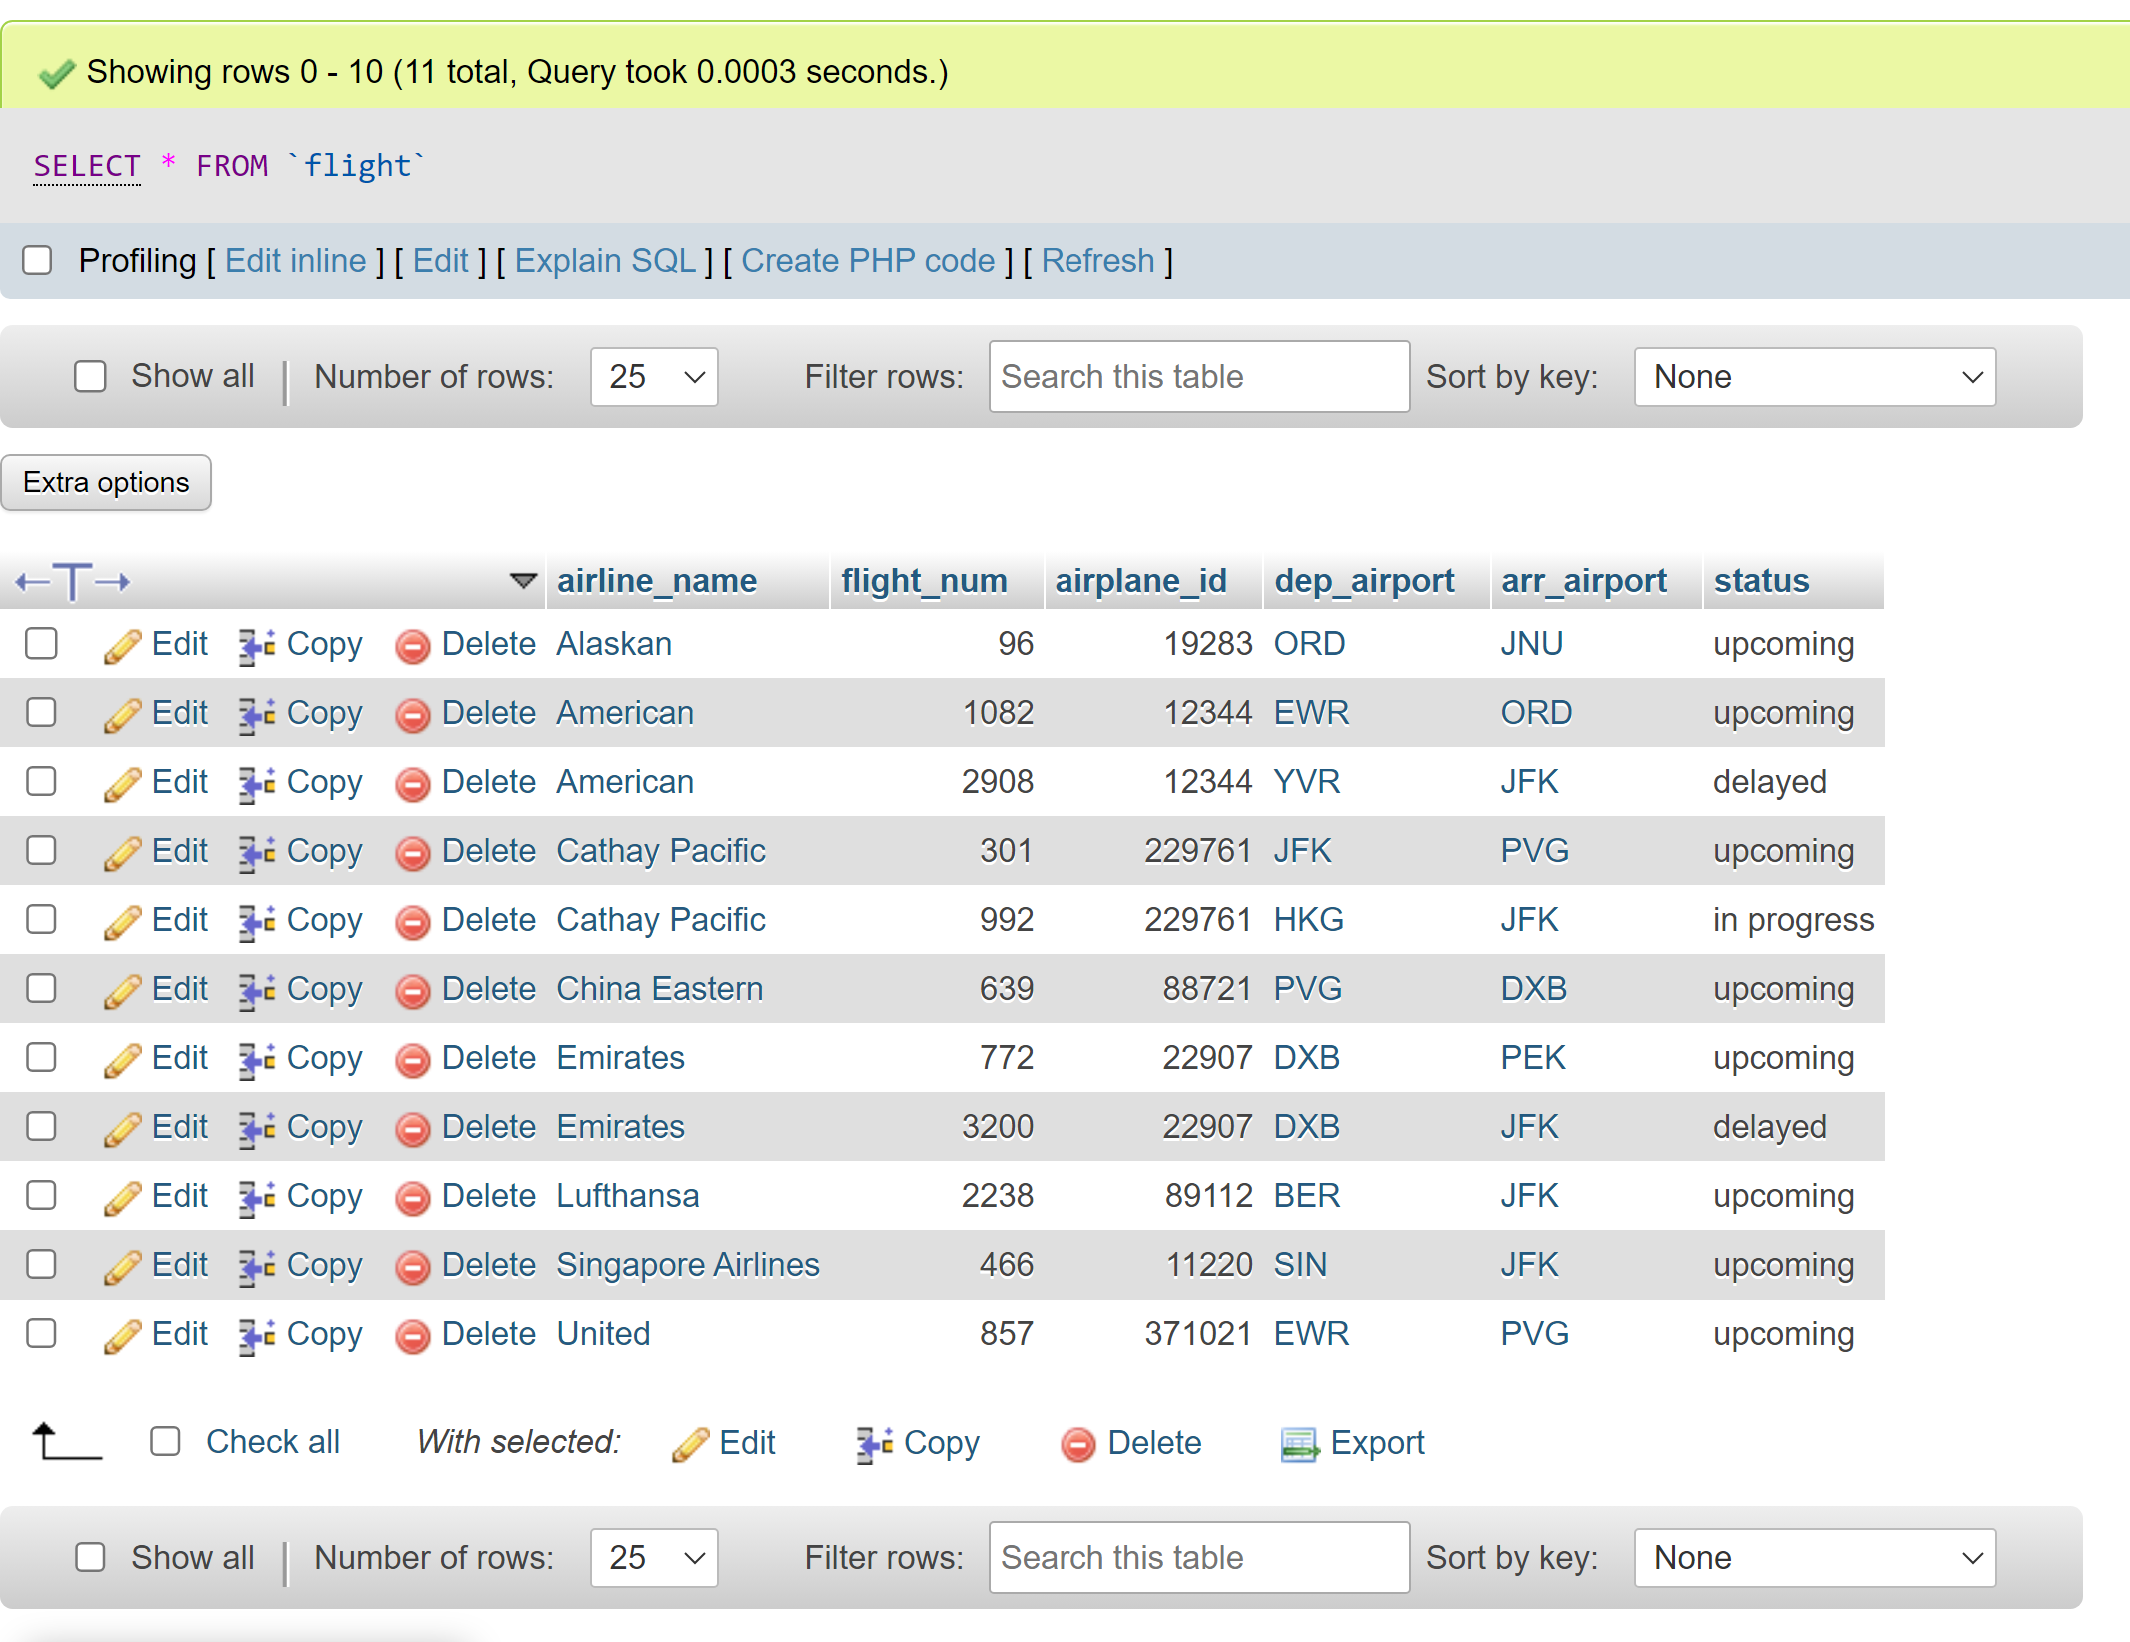 Showing rows 0 - 10 (11 total, Query took 0.0003 seconds.)
SELECT * FROM `flight`
Profiling [ Edit inline ] [ Edit ] [ Explain SQL ] [ Create PHP code ] [ Refresh ]
Show all | Number of rows: 25 Filter rows: Search this table Sort by key: None
Extra options
←T→ airline_name flight_num airplane_id dep_airport arr_airport status
Edit Copy Delete Alaskan 96 19283 ORD JNU upcoming
Edit Copy Delete American 1082 12344 EWR ORD upcoming
Edit Copy Delete American 2908 12344 YVR JFK delayed
Edit Copy Delete Cathay Pacific 301 229761 JFK PVG upcoming
Edit Copy Delete Cathay Pacific 992 229761 HKG JFK in progress
Edit Copy Delete China Eastern 639 88721 PVG DXB upcoming
Edit Copy Delete Emirates 772 22907 DXB PEK upcoming
Edit Copy Delete Emirates 3200 22907 DXB JFK delayed
Edit Copy Delete Lufthansa 2238 89112 BER JFK upcoming
Edit Copy Delete Singapore Airlines 466 11220 SIN JFK upcoming
Edit Copy Delete United 857 371021 EWR PVG upcoming
Check all With selected: Edit Copy Delete Export
Show all | Number of rows: 25 Filter rows: Search this table Sort by key: None